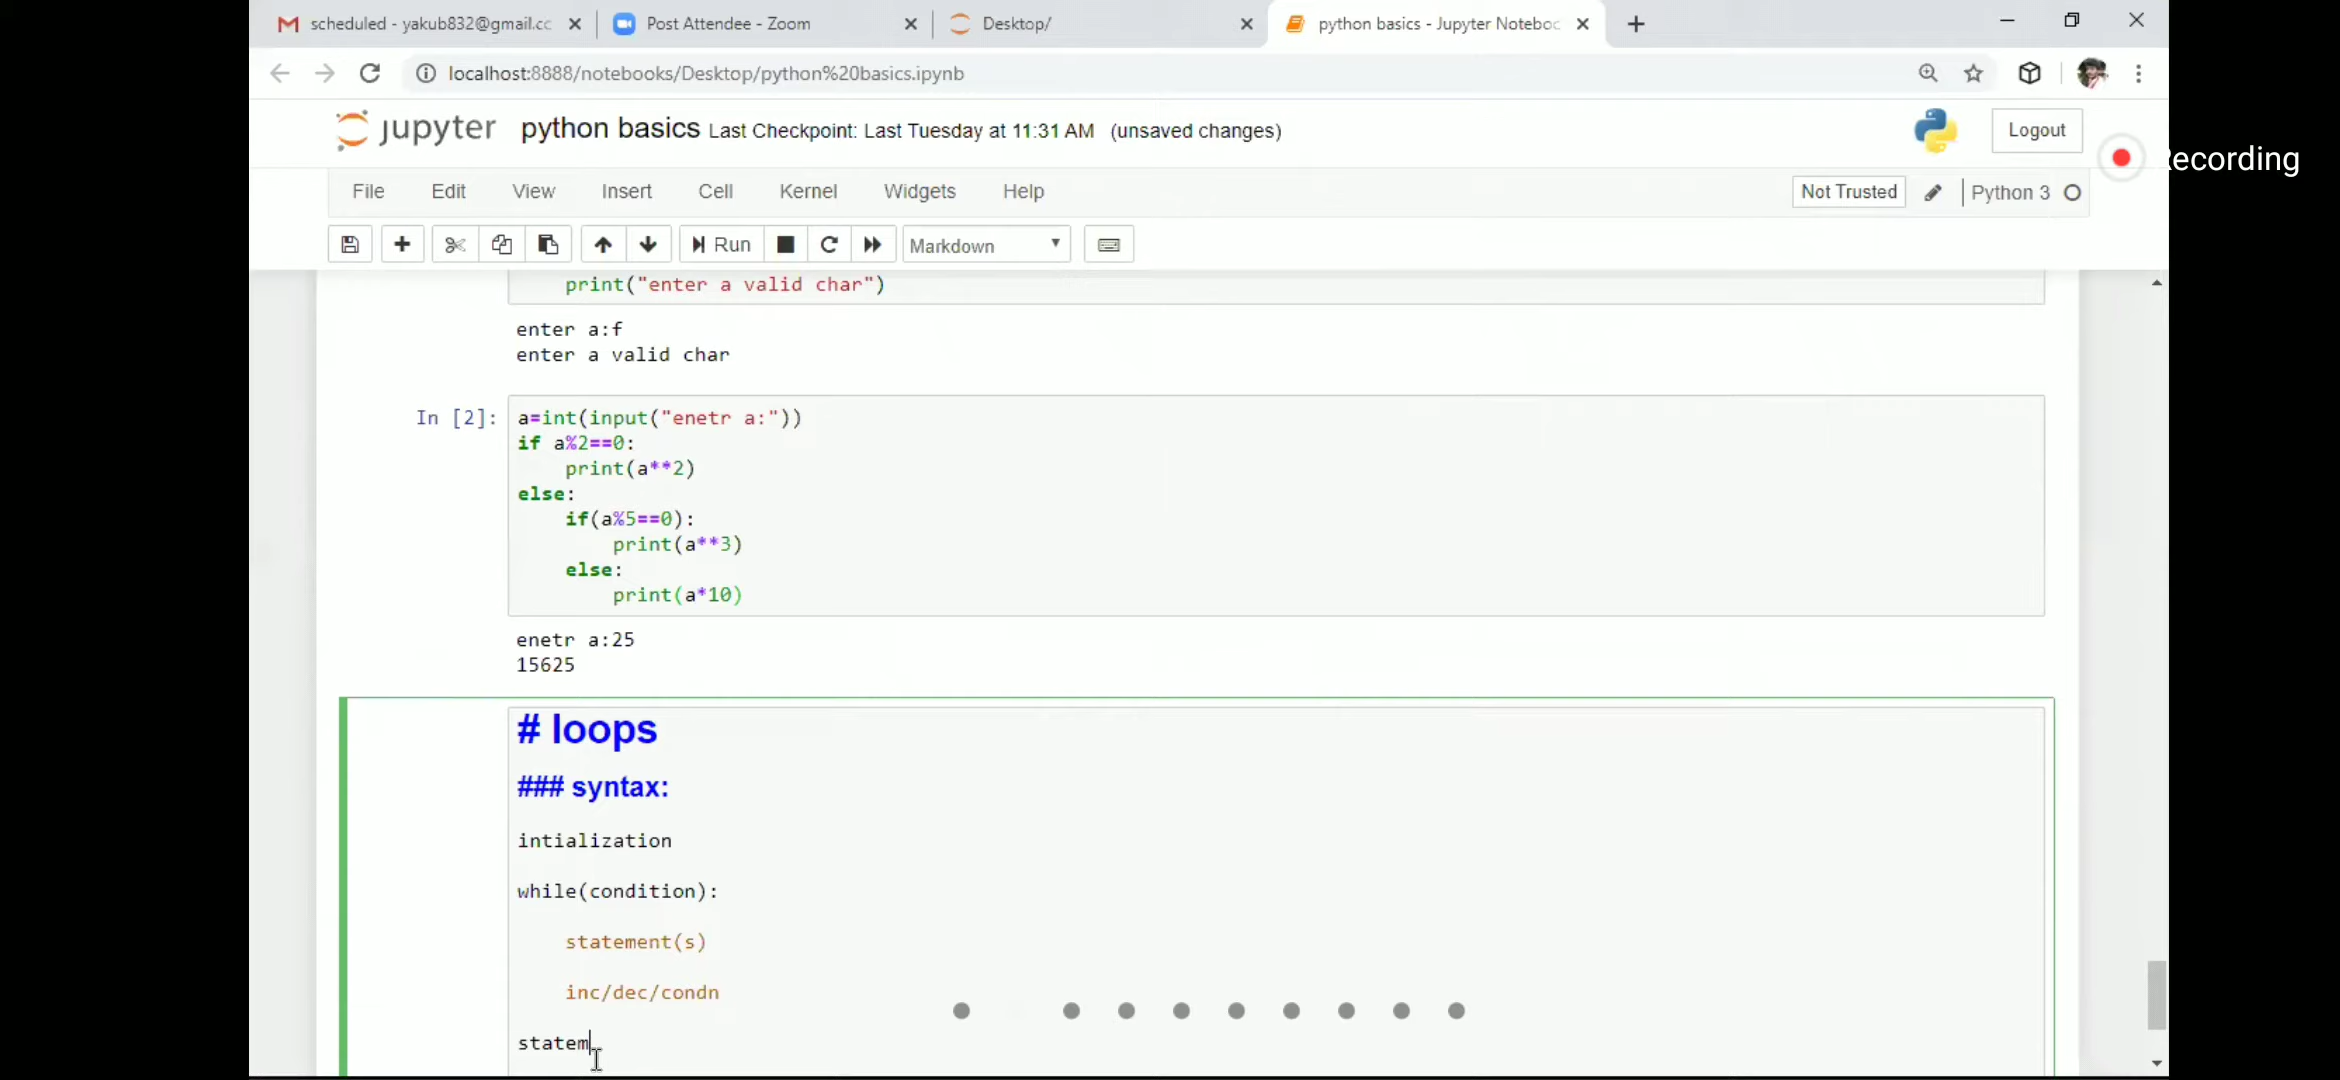 scheduled - yakub832@gmail.cc
Post Attendee - Zoom
Desktop/
python basics - Jupyter Noteboo
localhost:8888/notebooks/Desktop/python%20basics.ipynb
jupyter python basics Last Checkpoint: Last Tuesday at 11:31 AM (unsaved changes)
Logout
Recording
File Edit View Insert Cell Kernel Widgets Help
Not Trusted
Python 3
Run
Markdown
print("enter a valid char")
enter a:f
enter a valid char
In [2]:
a=int(input("enetr a:"))
if a%2==0:
    print(a**2)
else:
    if(a%5==0):
        print(a**3)
    else:
        print(a*10)
enetr a:25
15625
# loops
### syntax:
intialization
while(condition):
    statement(s)
    inc/dec/condn
statem